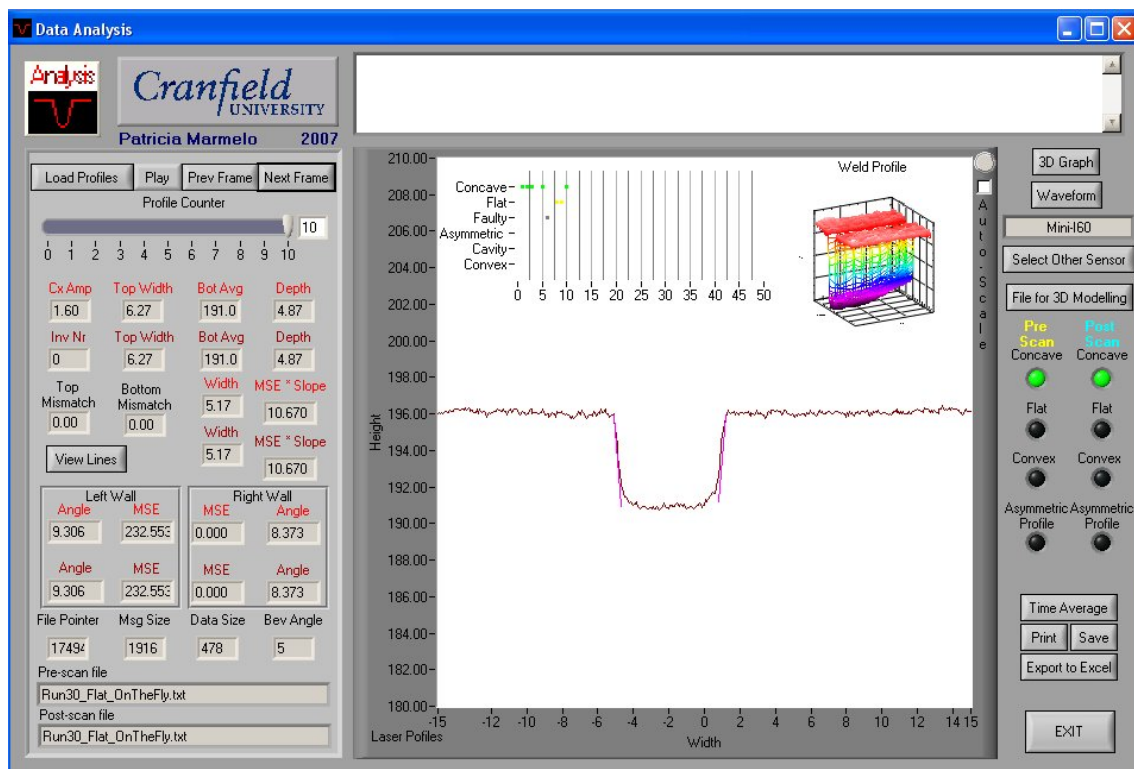 Data Analysis
Analysis
Cranfield
UNIVERSITY
Patricia Marmelo 2007
Load Profiles Play Prev Frame Next Frame
Profile Counter
10
0 1 2 3 4 5 6 7 8 9 10
Cx Amp Top Width Bot Avg Depth
1.60 6.27 191.0 4.87
Inv Nr Top Width Bot Avg Depth
0 6.27 191.0 4.87
Top Mismatch Bottom Mismatch Width MSE * Slope
0.00 0.00 5.17 10.670
Width MSE * Slope
5.17 10.670
View Lines
Left Wall Right Wall
Angle MSE MSE Angle
9.306 232.553 0.000 8.373
Angle MSE MSE Angle
9.306 232.553 0.000 8.373
File Pointer Msg Size Data Size Bev Angle
1916 478 5
Pre-scan file
Run30_Flat_OnTheFly.txt
Post-scan file
Run30_Flat_OnTheFly.txt
210.00
208.00
206.00
204.00
202.00
200.00
198.00
196.00
194.00
192.00
190.00
188.00
186.00
184.00
182.00
180.00
Height
Concave
Flat
Faulty
Asymmetric
Cavity
Convex
0 5 10 15 20 25 30 35 40 45 50
Weld Profile
-15 -12 -10 -8 -6 -4 -2 0 2 4 6 8 10 12 14 15
Laser Pofiles
Width
Auto-Scale
3D Graph
Waveform
Mini-I60
Select Other Sensor
File for 3D Modelling
Pre Scan Post Scan
Concave Concave
Flat Flat
Convex Convex
Asymmetric Profile Asymmetric Profile
Time Average
Print Save
Export to Excel
EXIT